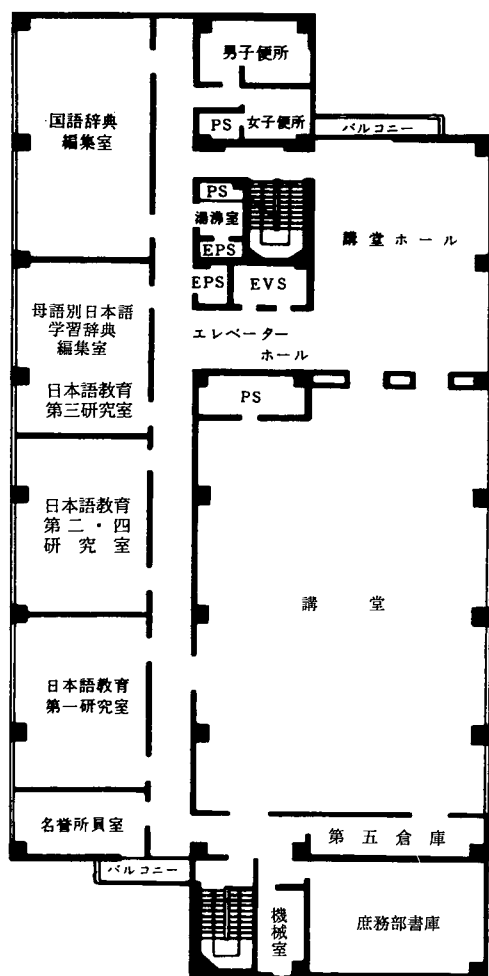 男子便所
国語辞典
編集室
PS
女子便所
バルコニー
PS
湯沸室
EPS
講堂ホール
EPS
EVS
母語別日本語
学習辞典
編集室
エレベーター
ホール
日本語教育
第三研究室
PS
日本語教育
第二・四
研究室
講堂
日本語教育
第一研究室
名誉所員室
第五倉庫
バルコニー
機械室
庶務部書庫